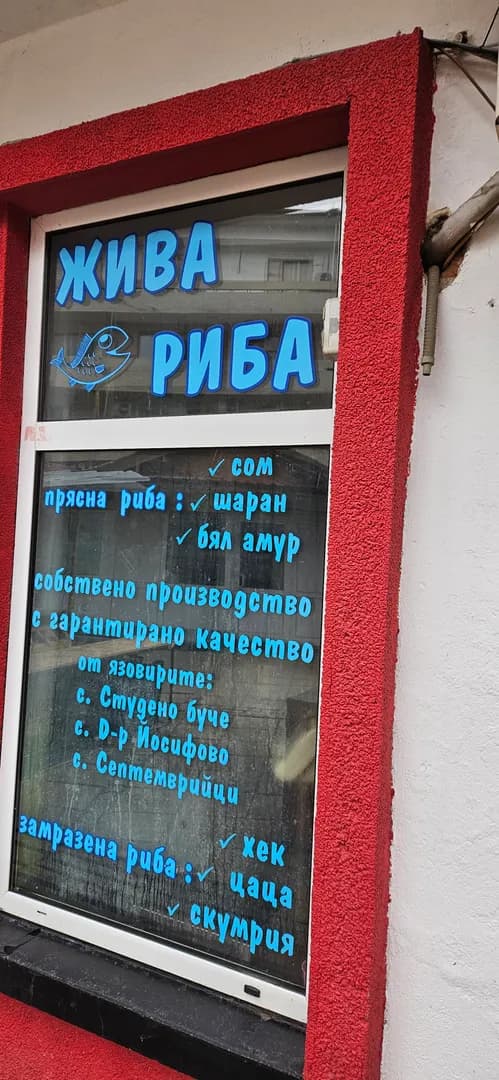 ЖИВА
РИБА
✓ сом
прясна риба : ✓ шаран
✓ бял амур
собствено производство
с гарантирано качество
от язовирите:
с. Студено буче
с. Д-р Йосифово
с. Септемврийци
✓ хек
замразена риба : ✓ цаца
✓ скумрия